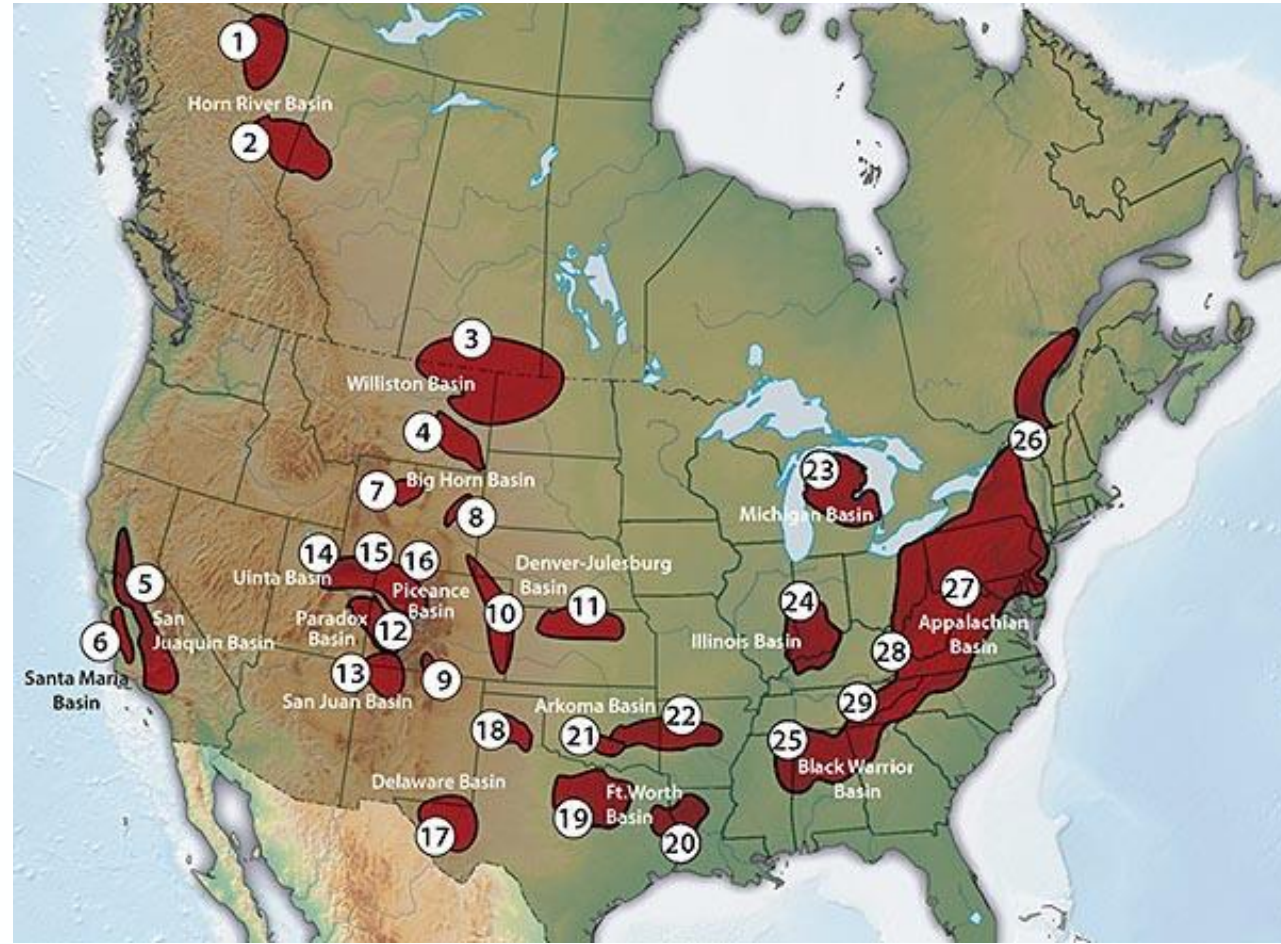 1
Horn River Basin
2
3
Williston Basin
4
7
Big Horn Basin
8
14
15
16
Uinta Basin
Piceance
Basin
Denver-Julesburg
Basin
10
11
5
San
Juaquin Basin
6
Santa Maria
Basin
Paradox
Basin
12
13
San Juan Basin
9
23
Michigan Basin
24
Illinois Basin
26
27
Appalachian
Basin
28
29
25
Black Warrior
Basin
Arkoma Basin
22
21
18
Delaware Basin
17
Ft.Worth
Basin
19
20